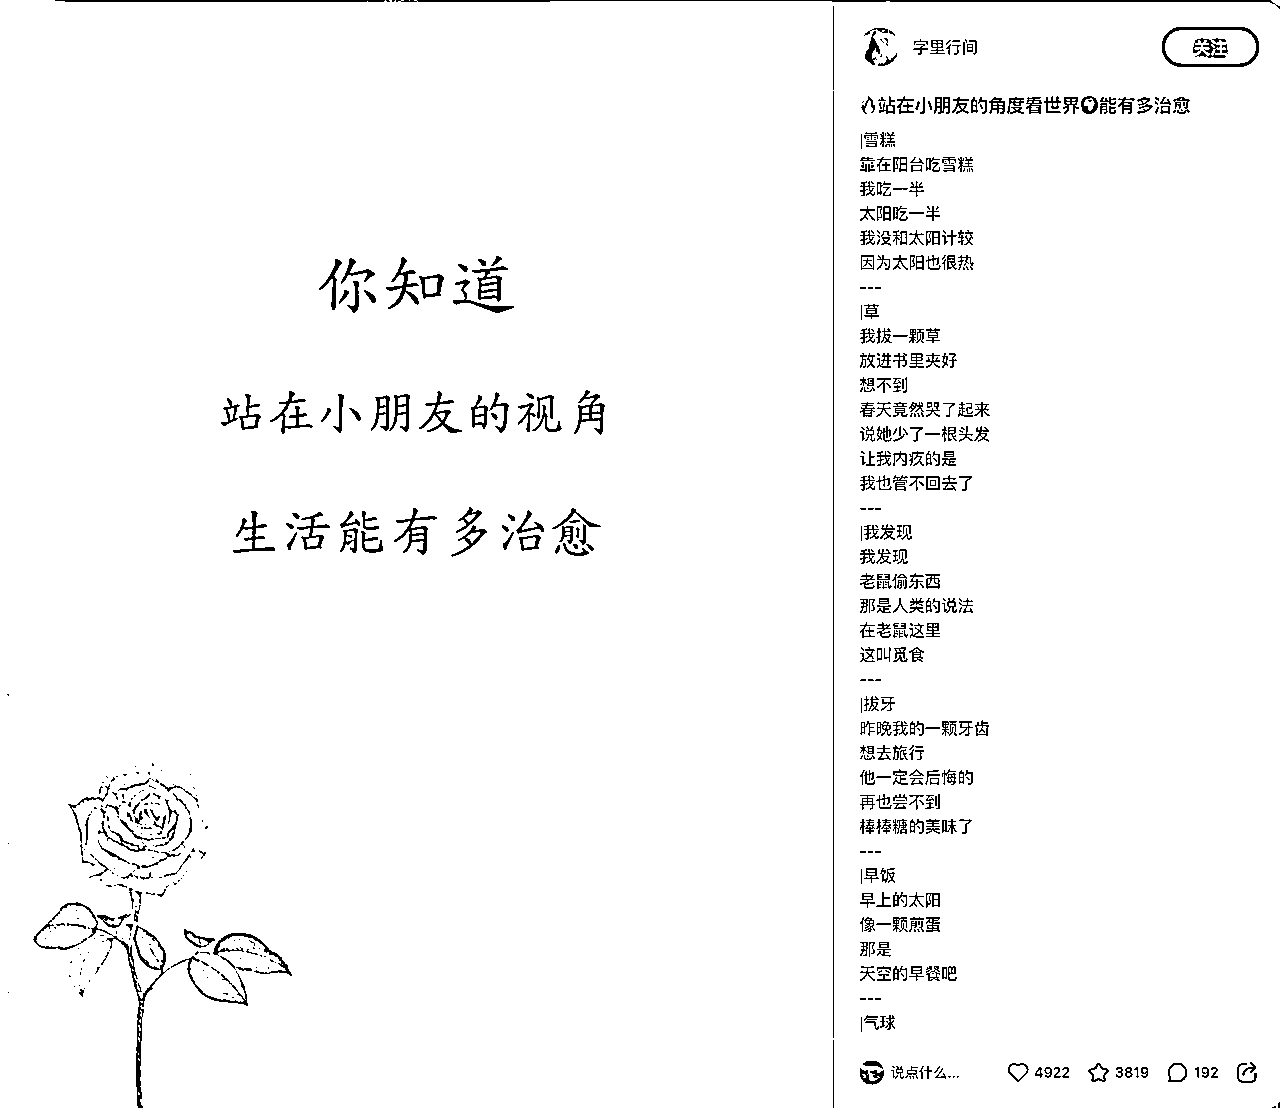 你知道
站在小朋友的视角
生活能有多治愈
字里行间
关注
站在小朋友的角度看世界能有多治愈
|雪糕
靠在阳台吃雪糕
我吃一半
太阳吃一半
我没和太阳计较
因为太阳也很热
---
|草
我拔一颗草
放进书里夹好
想不到
春天竟然哭了起来
说她少了一根头发
让我内疚的是
我也管不回去了
---
|我发现
我发现
老鼠偷东西
那是人类的说法
在老鼠这里
这叫觅食
---
|拔牙
昨晚我的一颗牙齿
想去旅行
他一定会后悔的
再也尝不到
棒棒糖的美味了
---
|早饭
早上的太阳
像一颗煎蛋
那是
天空的早餐吧
---
|气球
说点什么...
4922
3819
192